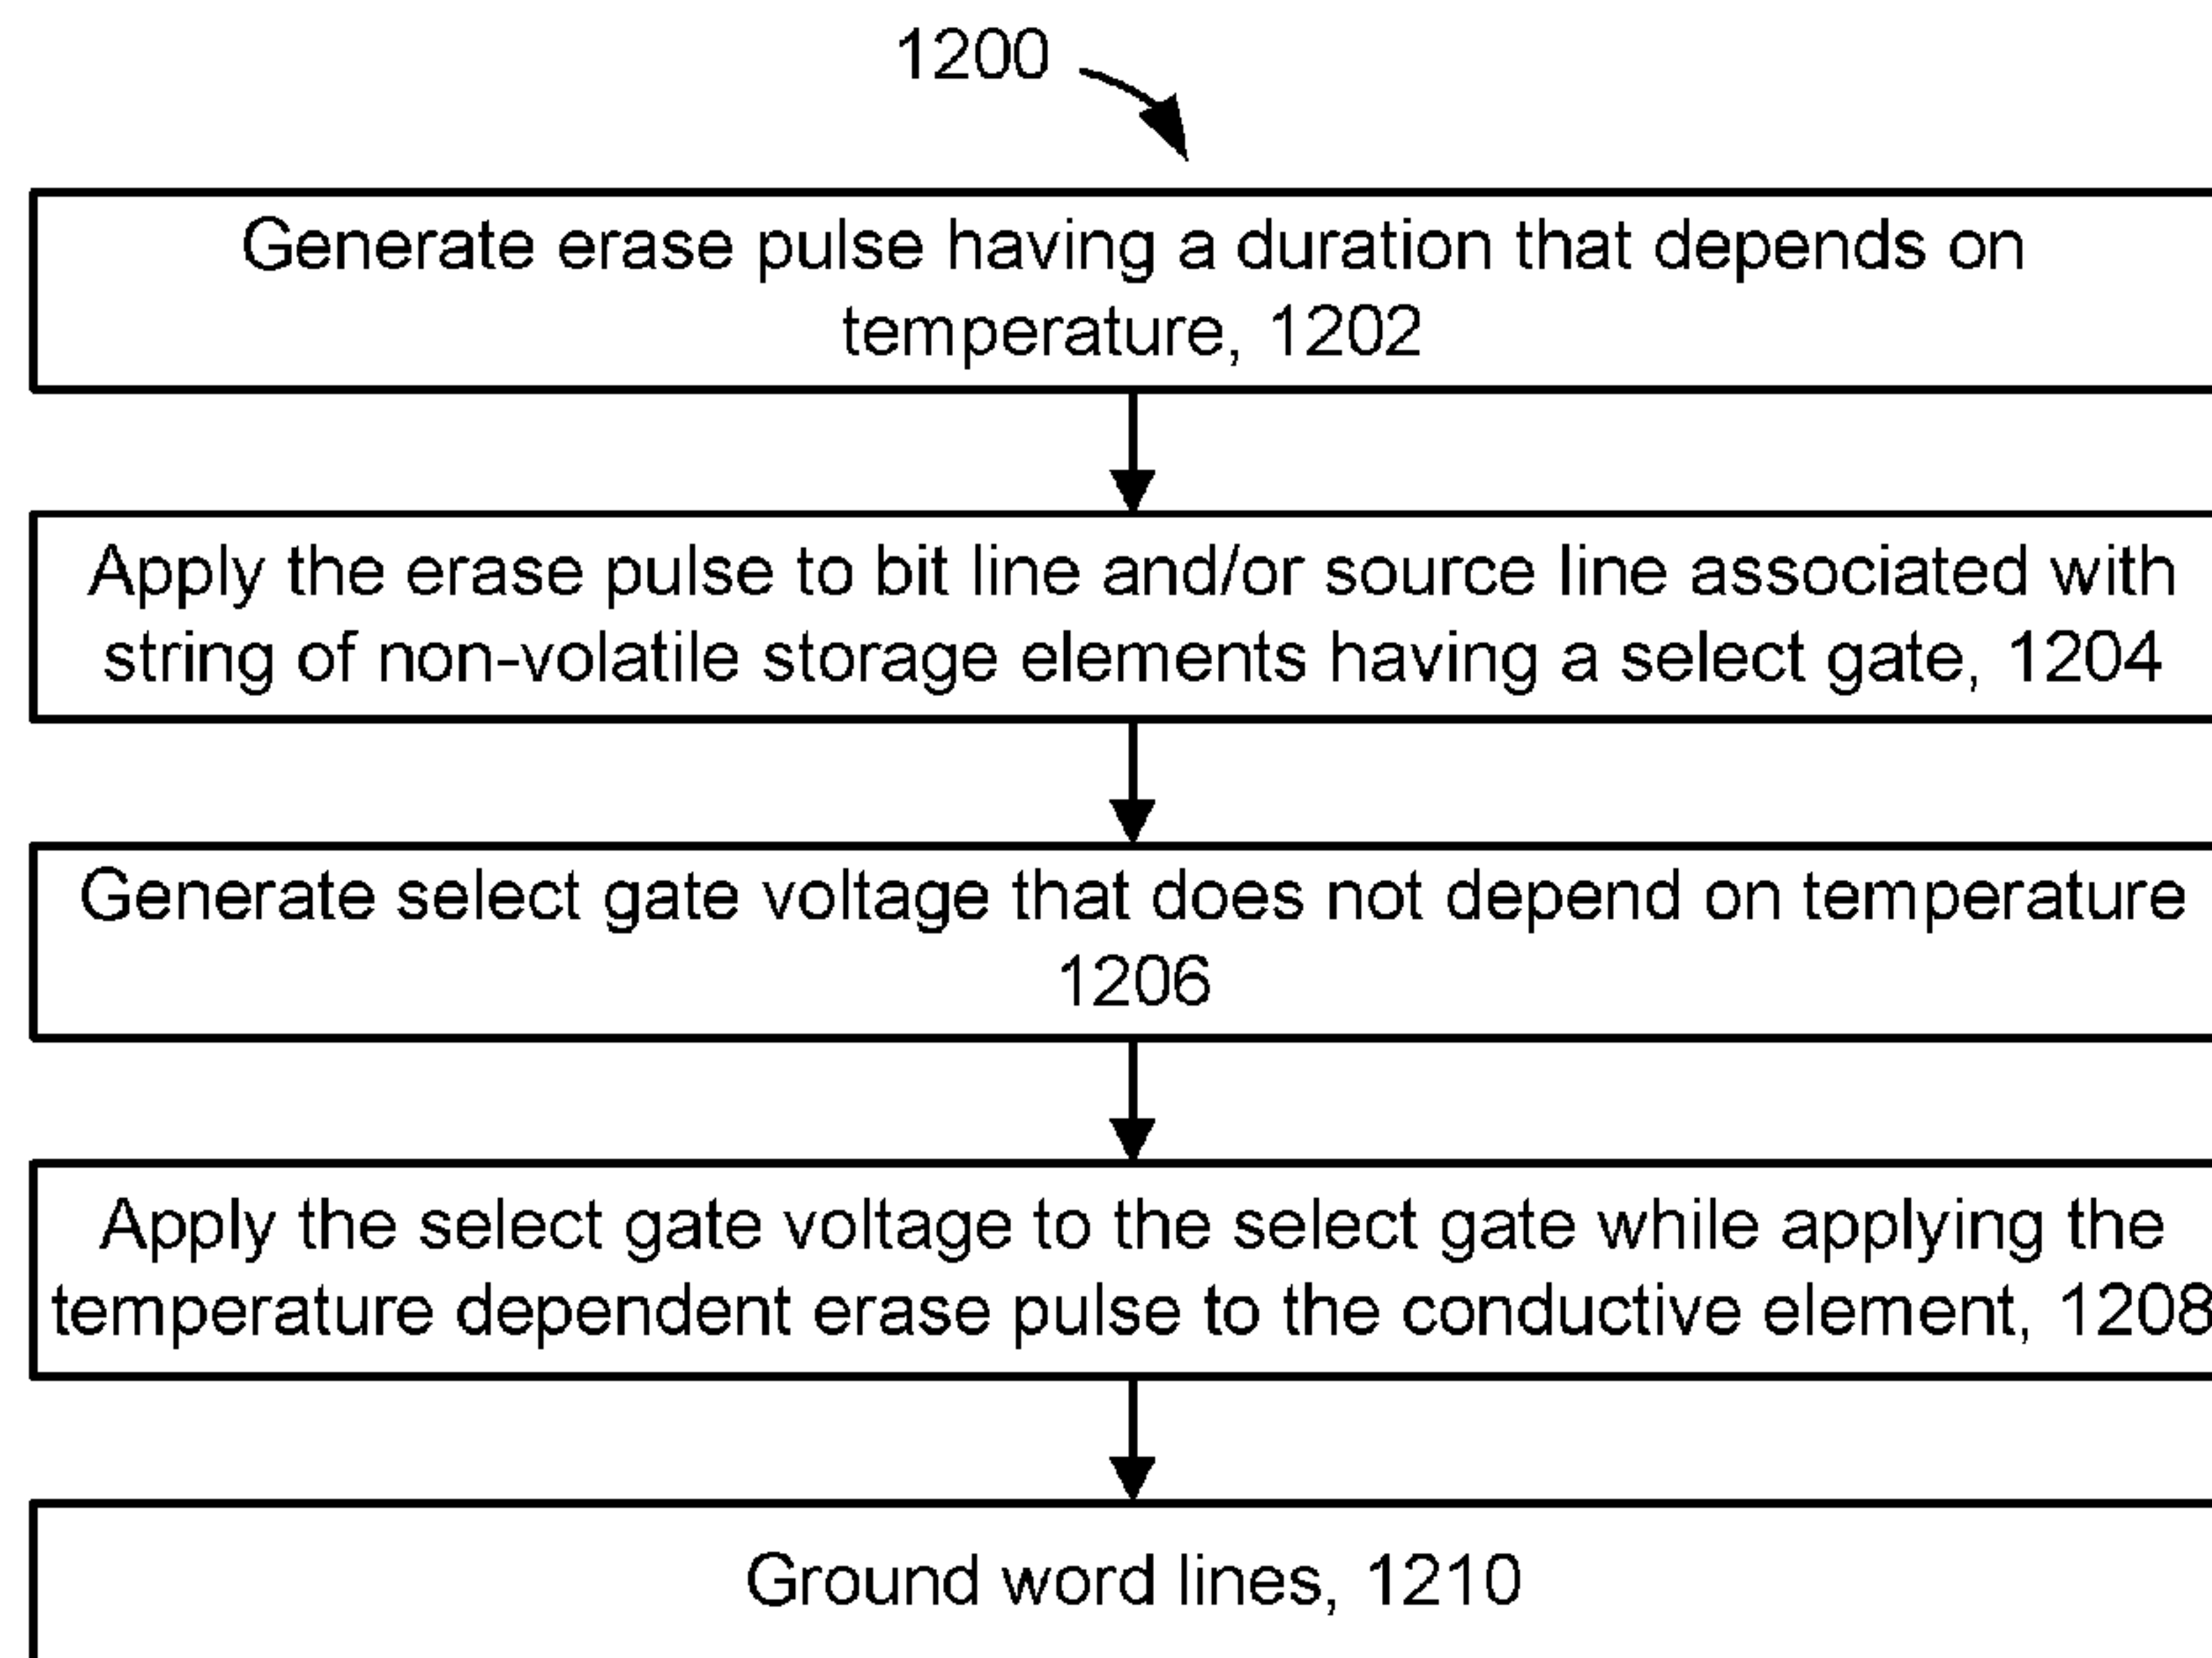 1200
Generate erase pulse having a duration that depends on
temperature, 1202
Apply the erase pulse to bit line and/or source line associated with
string of non-volatile storage elements having a select gate, 1204
Generate select gate voltage that does not depend on temperature
1206
Apply the select gate voltage to the select gate while applying the
temperature dependent erase pulse to the conductive element, 1208
Ground word lines, 1210